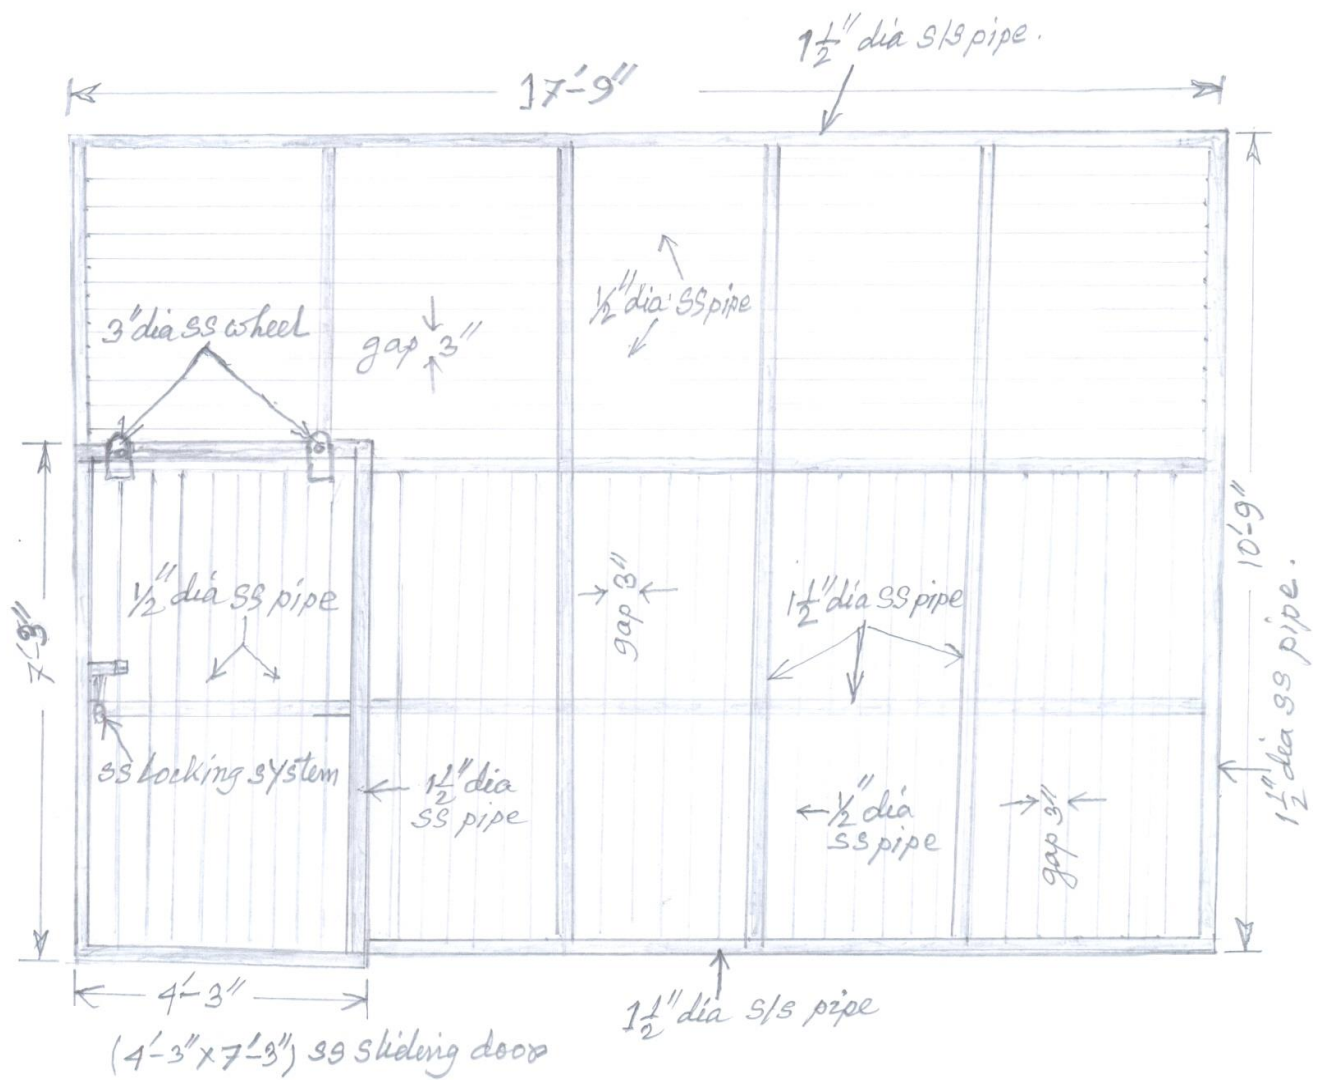 1½" dia S/S pipe.
17'-9"
½" dia SS pipe
3" dia SS wheel
gap 3"
10'-9"
½" dia SS pipe
gap 3"
1½" dia SS pipe
7'-3"
1½" dia SS pipe.
SS Locking system
1½" dia
SS pipe
½" dia
SS pipe
gap 3"
4'-3"
1½" dia S/S pipe
(4'-3" x 7'-3") SS Sliding door